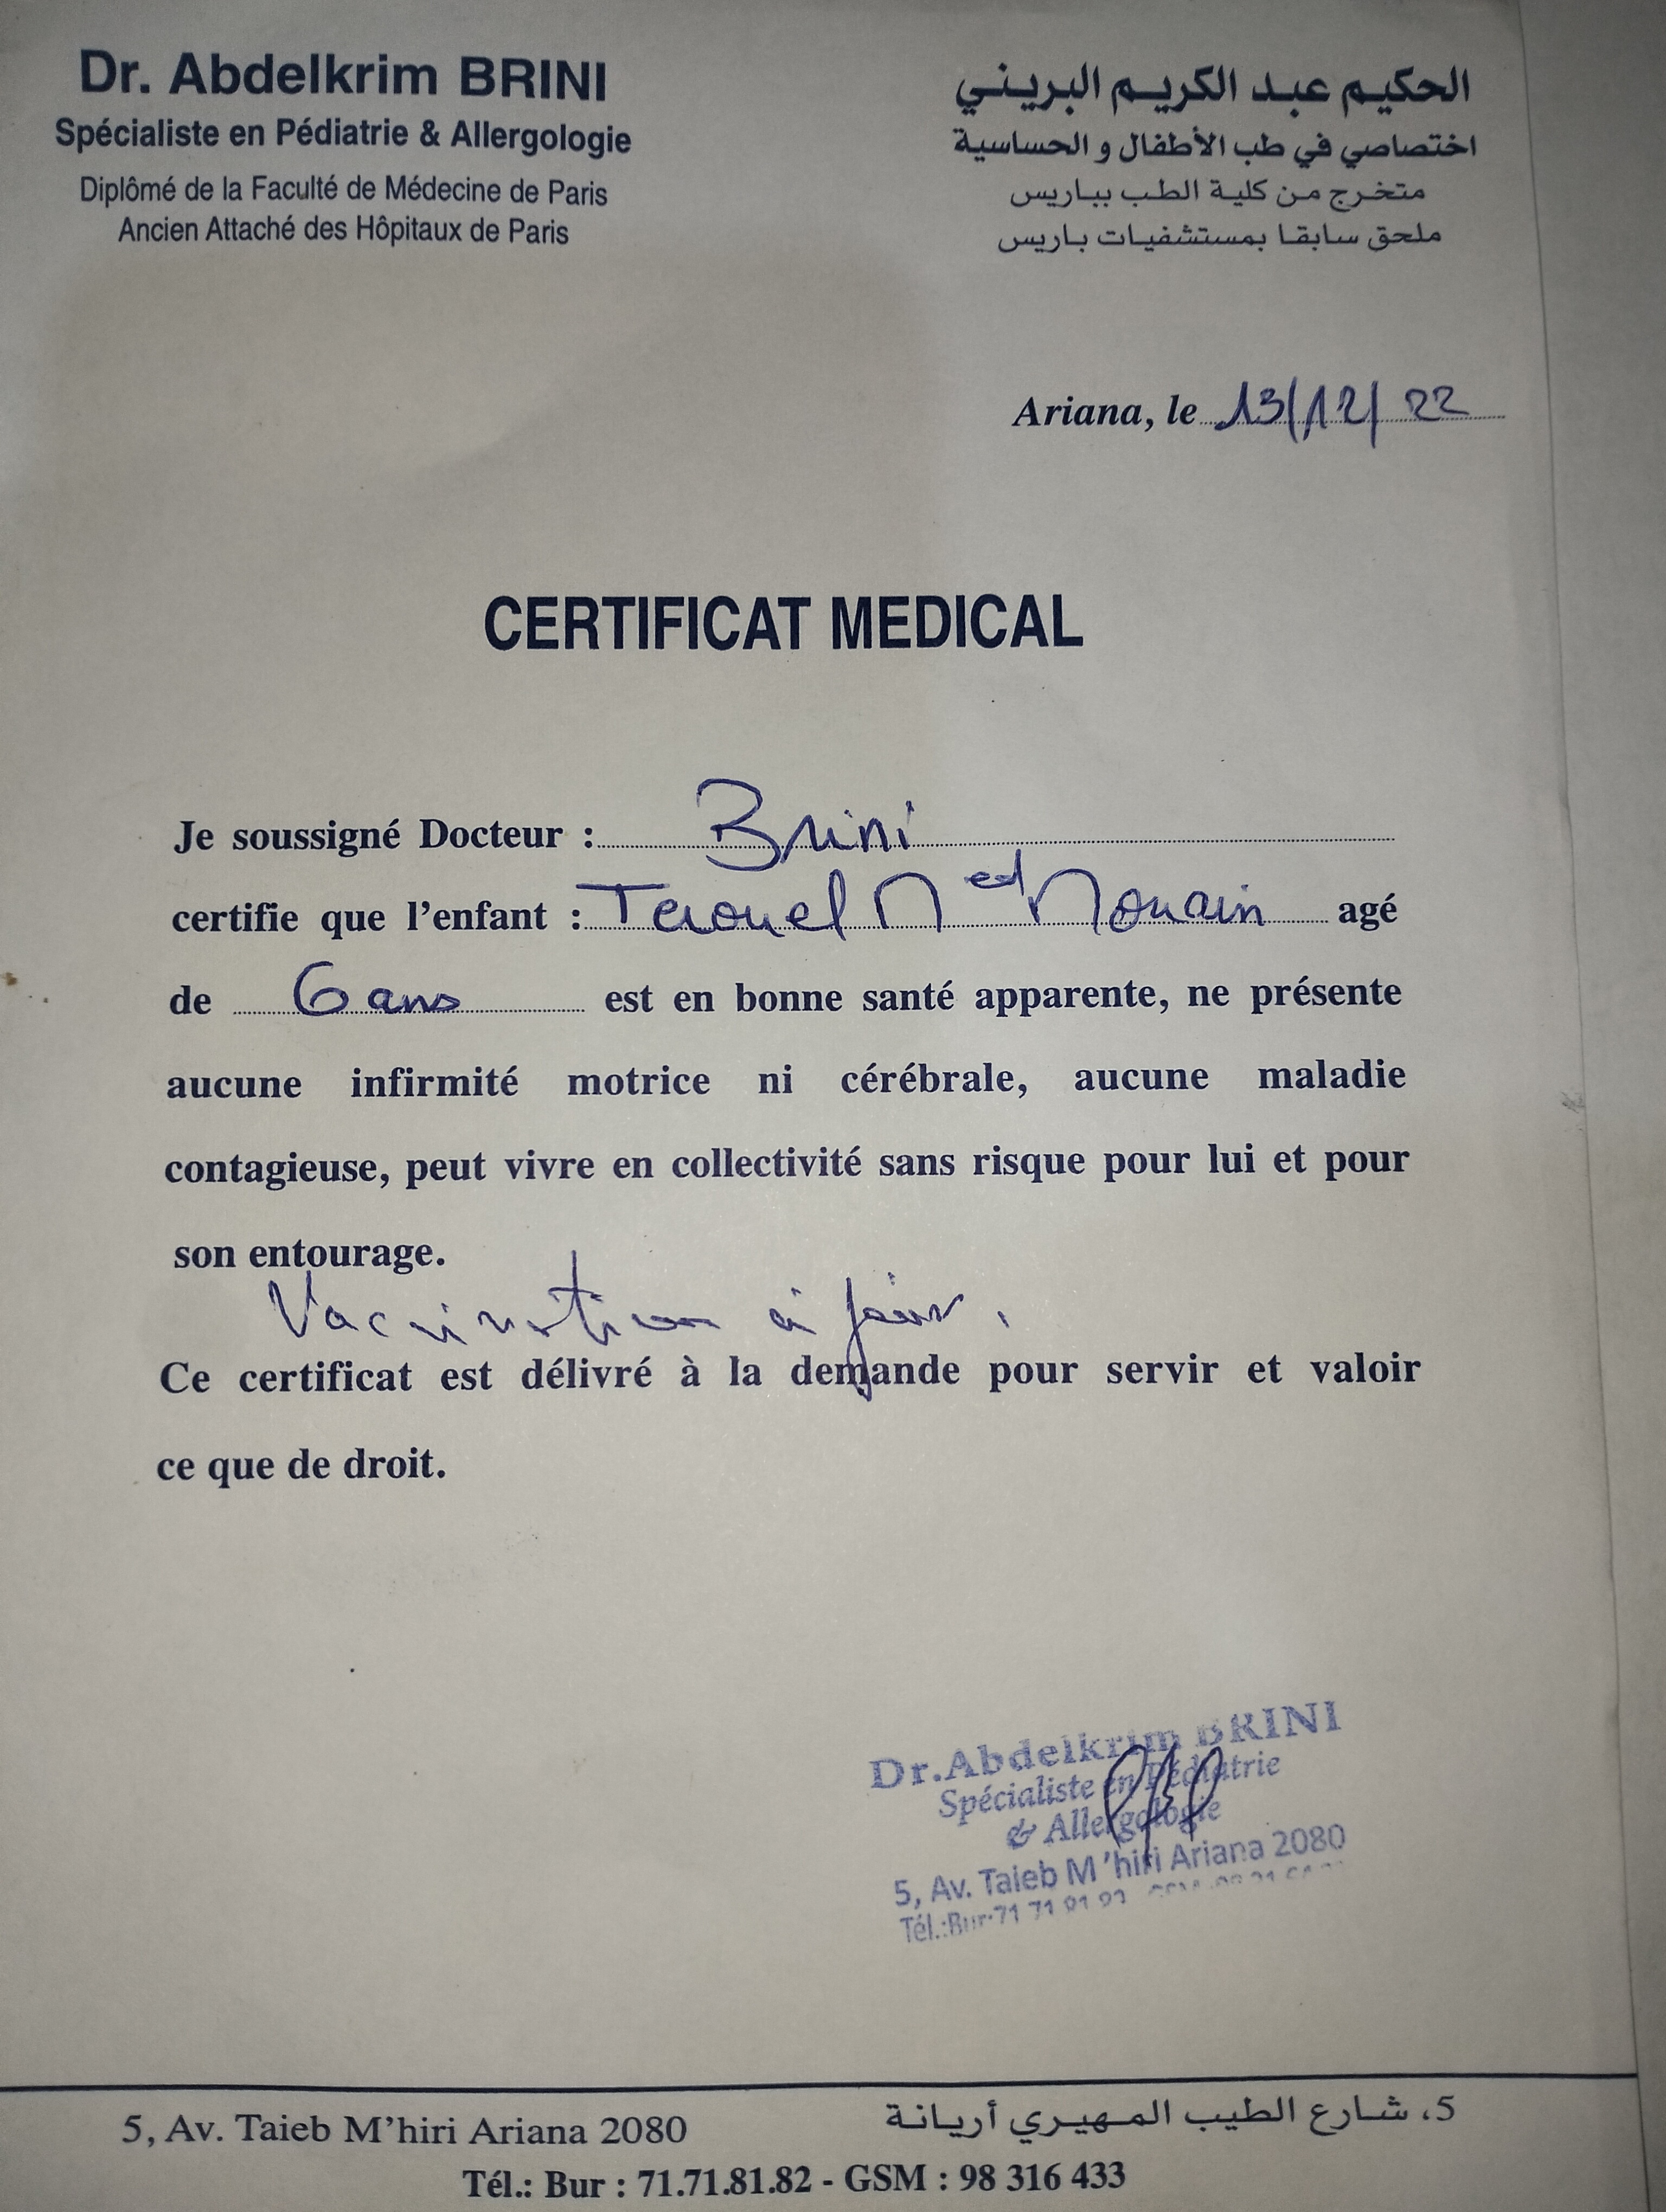 Dr. Abdelkrim BRINI
Spécialiste en Pédiatrie & Allergologie
Diplômé de la Faculté de Médecine de Paris
Ancien Attaché des Hôpitaux de Paris
الحكيم عبد الكريم البريني
اختصاصي في طب الأطفال و الحساسية
متخرج من كلية الطب بباريس
ملحق سابقا بمستشفيات باريس
Ariana, le 13/12/22
CERTIFICAT MEDICAL
Je soussigné Docteur : Brini
certifie que l'enfant : M ed agé
de 6 ans est en bonne santé apparente, ne présente
aucune infirmité motrice ni cérébrale, aucune maladie
contagieuse, peut vivre en collectivité sans risque pour lui et pour
son entourage.
Vaccination à jour.
Ce certificat est délivré à la demande pour servir et valoir
ce que de droit.
Dr.Abdelkrim BRINI
Spécialiste en Pédiatrie
& Allergologie
5, Av. Taieb M'hiri Ariana 2080
Tél.:Bur:71 71
5, Av. Taieb M'hiri Ariana 2080
5، شارع الطيب المهيري أريانة
Tél.: Bur : 71.71.81.82 - GSM : 98 316 433